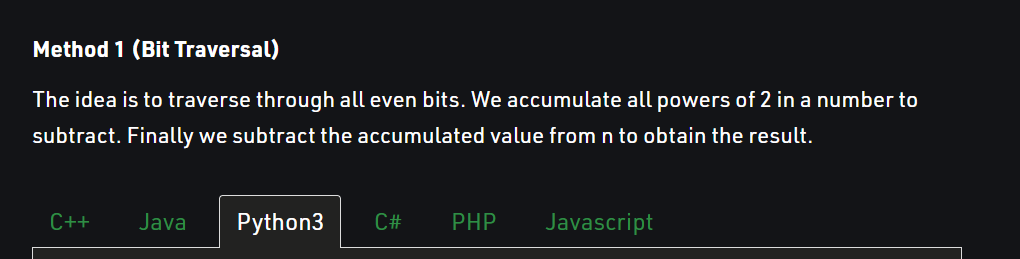 Method 1 (Bit Traversal)
The idea is to traverse through all even bits. We accumulate all powers of 2 in a number to
subtract. Finally we subtract the accumulated value from n to obtain the result.
C++ Java Python3 C# PHP Javascript